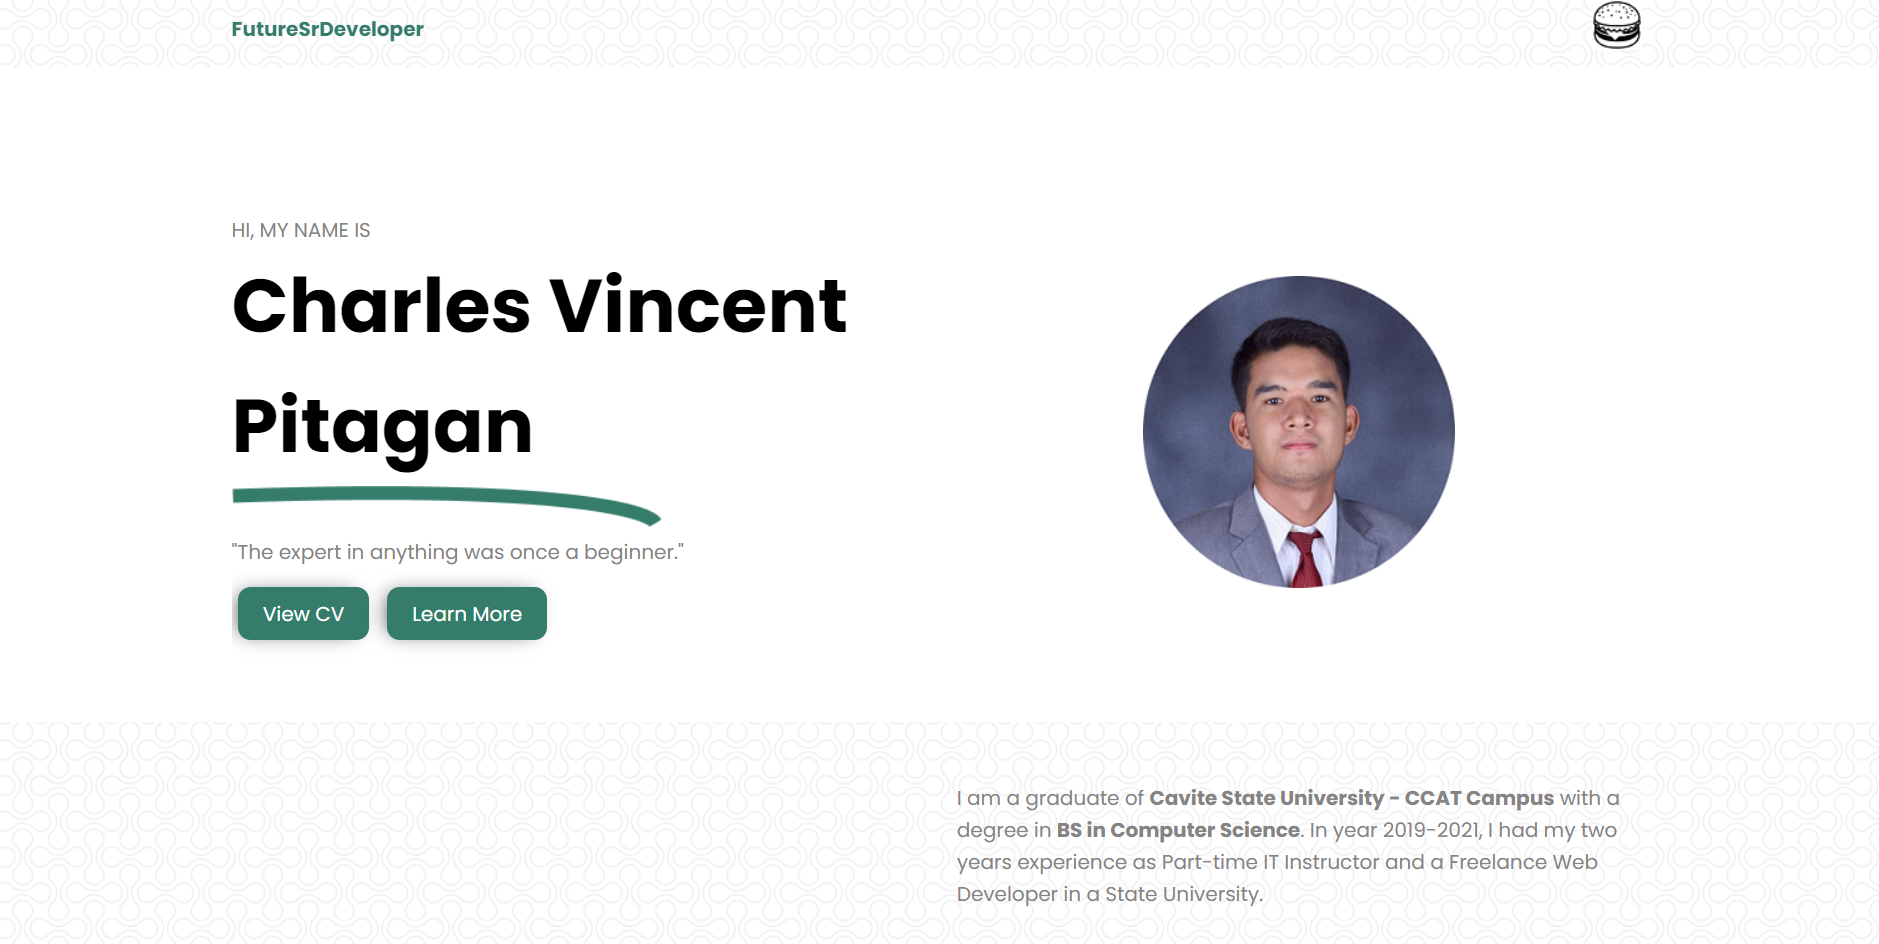 FutureSrDeveloper
HI, MY NAME IS
Charles Vincent
Pitagan
"The expert in anything was once a beginner."
View CV
Learn More
I am a graduate of Cavite State University - CCAT Campus with a
degree in BS in Computer Science. In year 2019-2021, I had my two
years experience as Part-time IT Instructor and a Freelance Web
Developer in a State University.